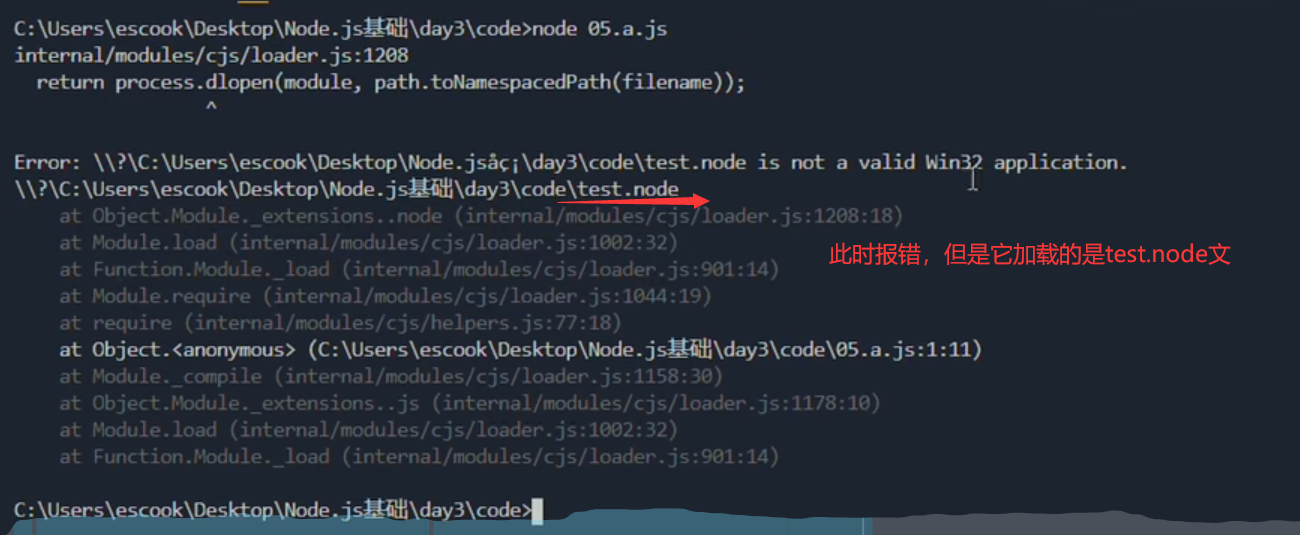 C:\Users\escook\Desktop\Node.js基础\day3\code>node 05.a.js
internal/modules/cjs/loader.js:1208
return process.dlopen(module, path.toNamespacedPath(filename));
^
Error: \\?\C:\Users\escook\Desktop\Node.jsåç¡\day3\code\test.node is not a valid Win32 application.
\\?\C:\Users\escook\Desktop\Node.js基础\day3\code\test.node
at Object.Module._extensions..node (internal/modules/cjs/loader.js:1208:18)
at Module.load (internal/modules/cjs/loader.js:1002:32)
此时报错，但是它加载的是test.node文
at Function.Module._load (internal/modules/cjs/loader.js:901:14)
at Module.require (internal/modules/cjs/loader.js:1044:19)
at require (internal/modules/cjs/helpers.js:77:18)
at Object.<anonymous> (C:\Users\escook\Desktop\Node.js基础\day3\code\05.a.js:1:11)
at Module._compile (internal/modules/cjs/loader.js:1158:30)
at Object.Module._extensions..js (internal/modules/cjs/loader.js:1178:10)
at Module.load (internal/modules/cjs/loader.js:1002:32)
at Function.Module._load (internal/modules/cjs/loader.js:901:14)
C:\Users\escook\Desktop\Node.js基础\day3\code>